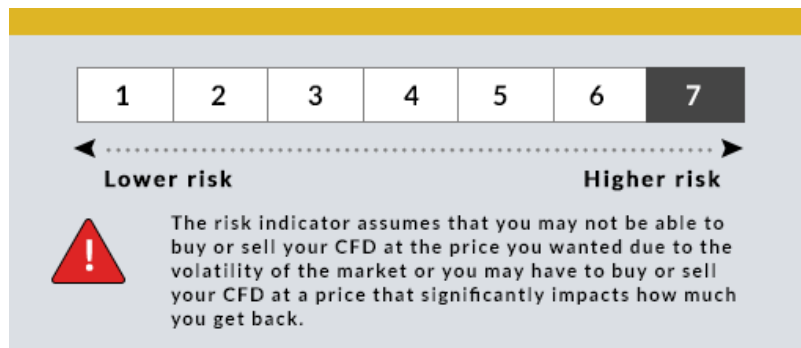 1 2 3 4 5 6 7
Lower risk Higher risk
!
The risk indicator assumes that you may not be able to
buy or sell your CFD at the price you wanted due to the
volatility of the market or you may have to buy or sell
your CFD at a price that significantly impacts how much
you get back.